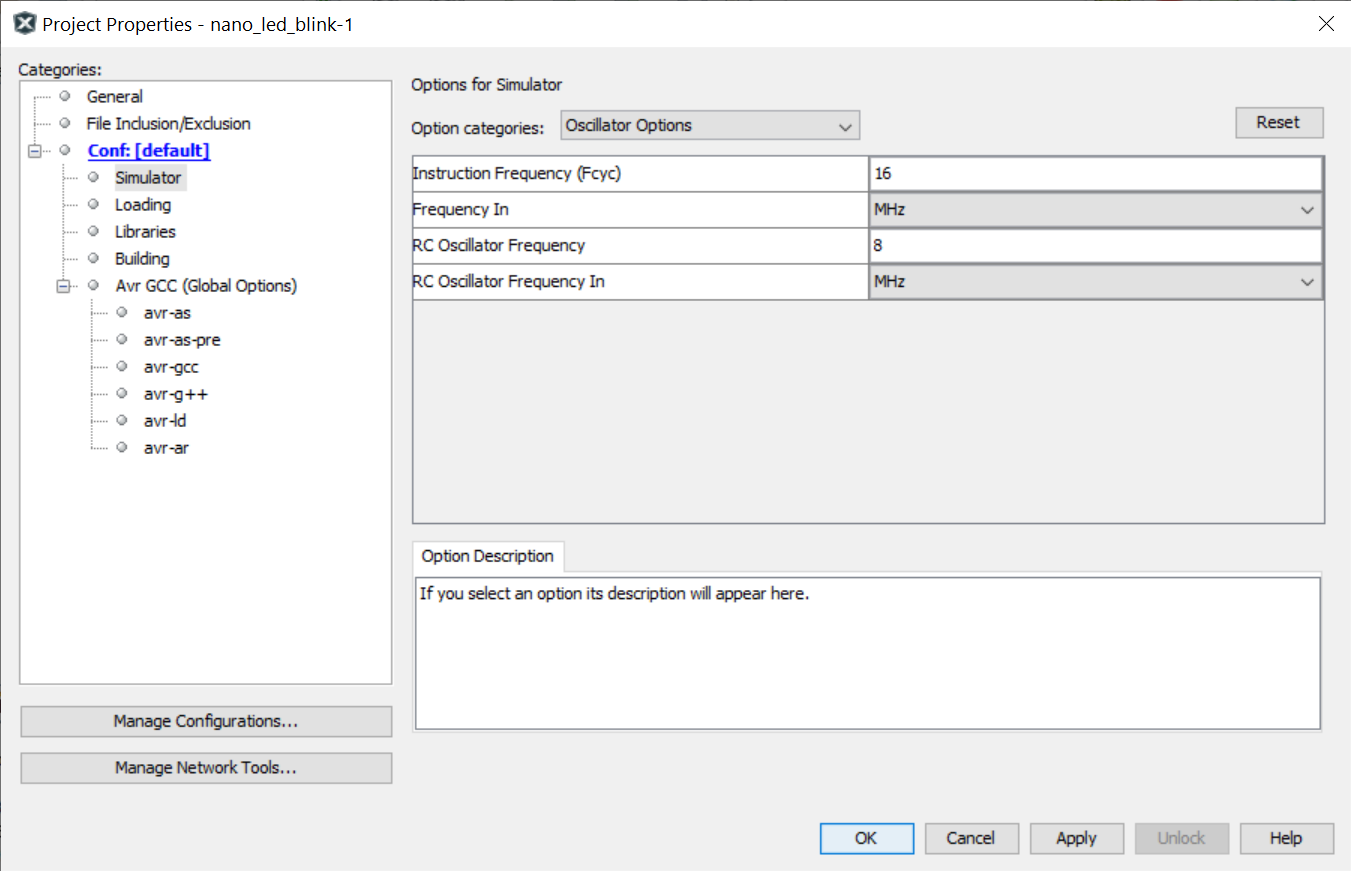 Project Properties - nano_led_blink-1
Categories:
General
File Inclusion/Exclusion
Conf: [default]
Simulator
Loading
Libraries
Building
Avr GCC (Global Options)
avr-as
avr-as-pre
avr-gcc
avr-g++
avr-ld
avr-ar
Manage Configurations...
Manage Network Tools...
Options for Simulator
Option categories: Oscillator Options Reset
Instruction Frequency (Fcyc) 16
Frequency In MHz
RC Oscillator Frequency 8
RC Oscillator Frequency In MHz
Option Description
If you select an option its description will appear here.
OK Cancel Apply Unlock Help